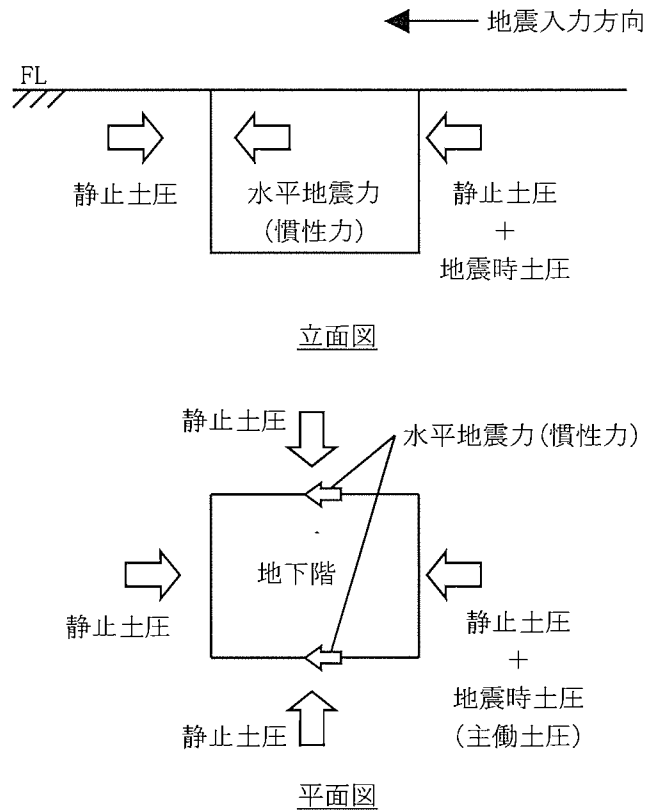 地震入力方向
FL
静止土圧
水平地震力
(慣性力)
静止土圧
+
地震時土圧
立面図
静止土圧
水平地震力(慣性力)
地下階
静止土圧
静止土圧
+
地震時土圧
(主働土圧)
静止土圧
平面図